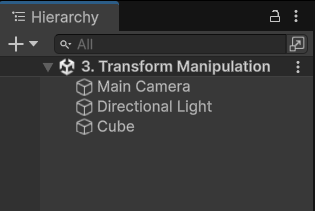 Hierarchy
All
3. Transform Manipulation
Main Camera
Directional Light
Cube